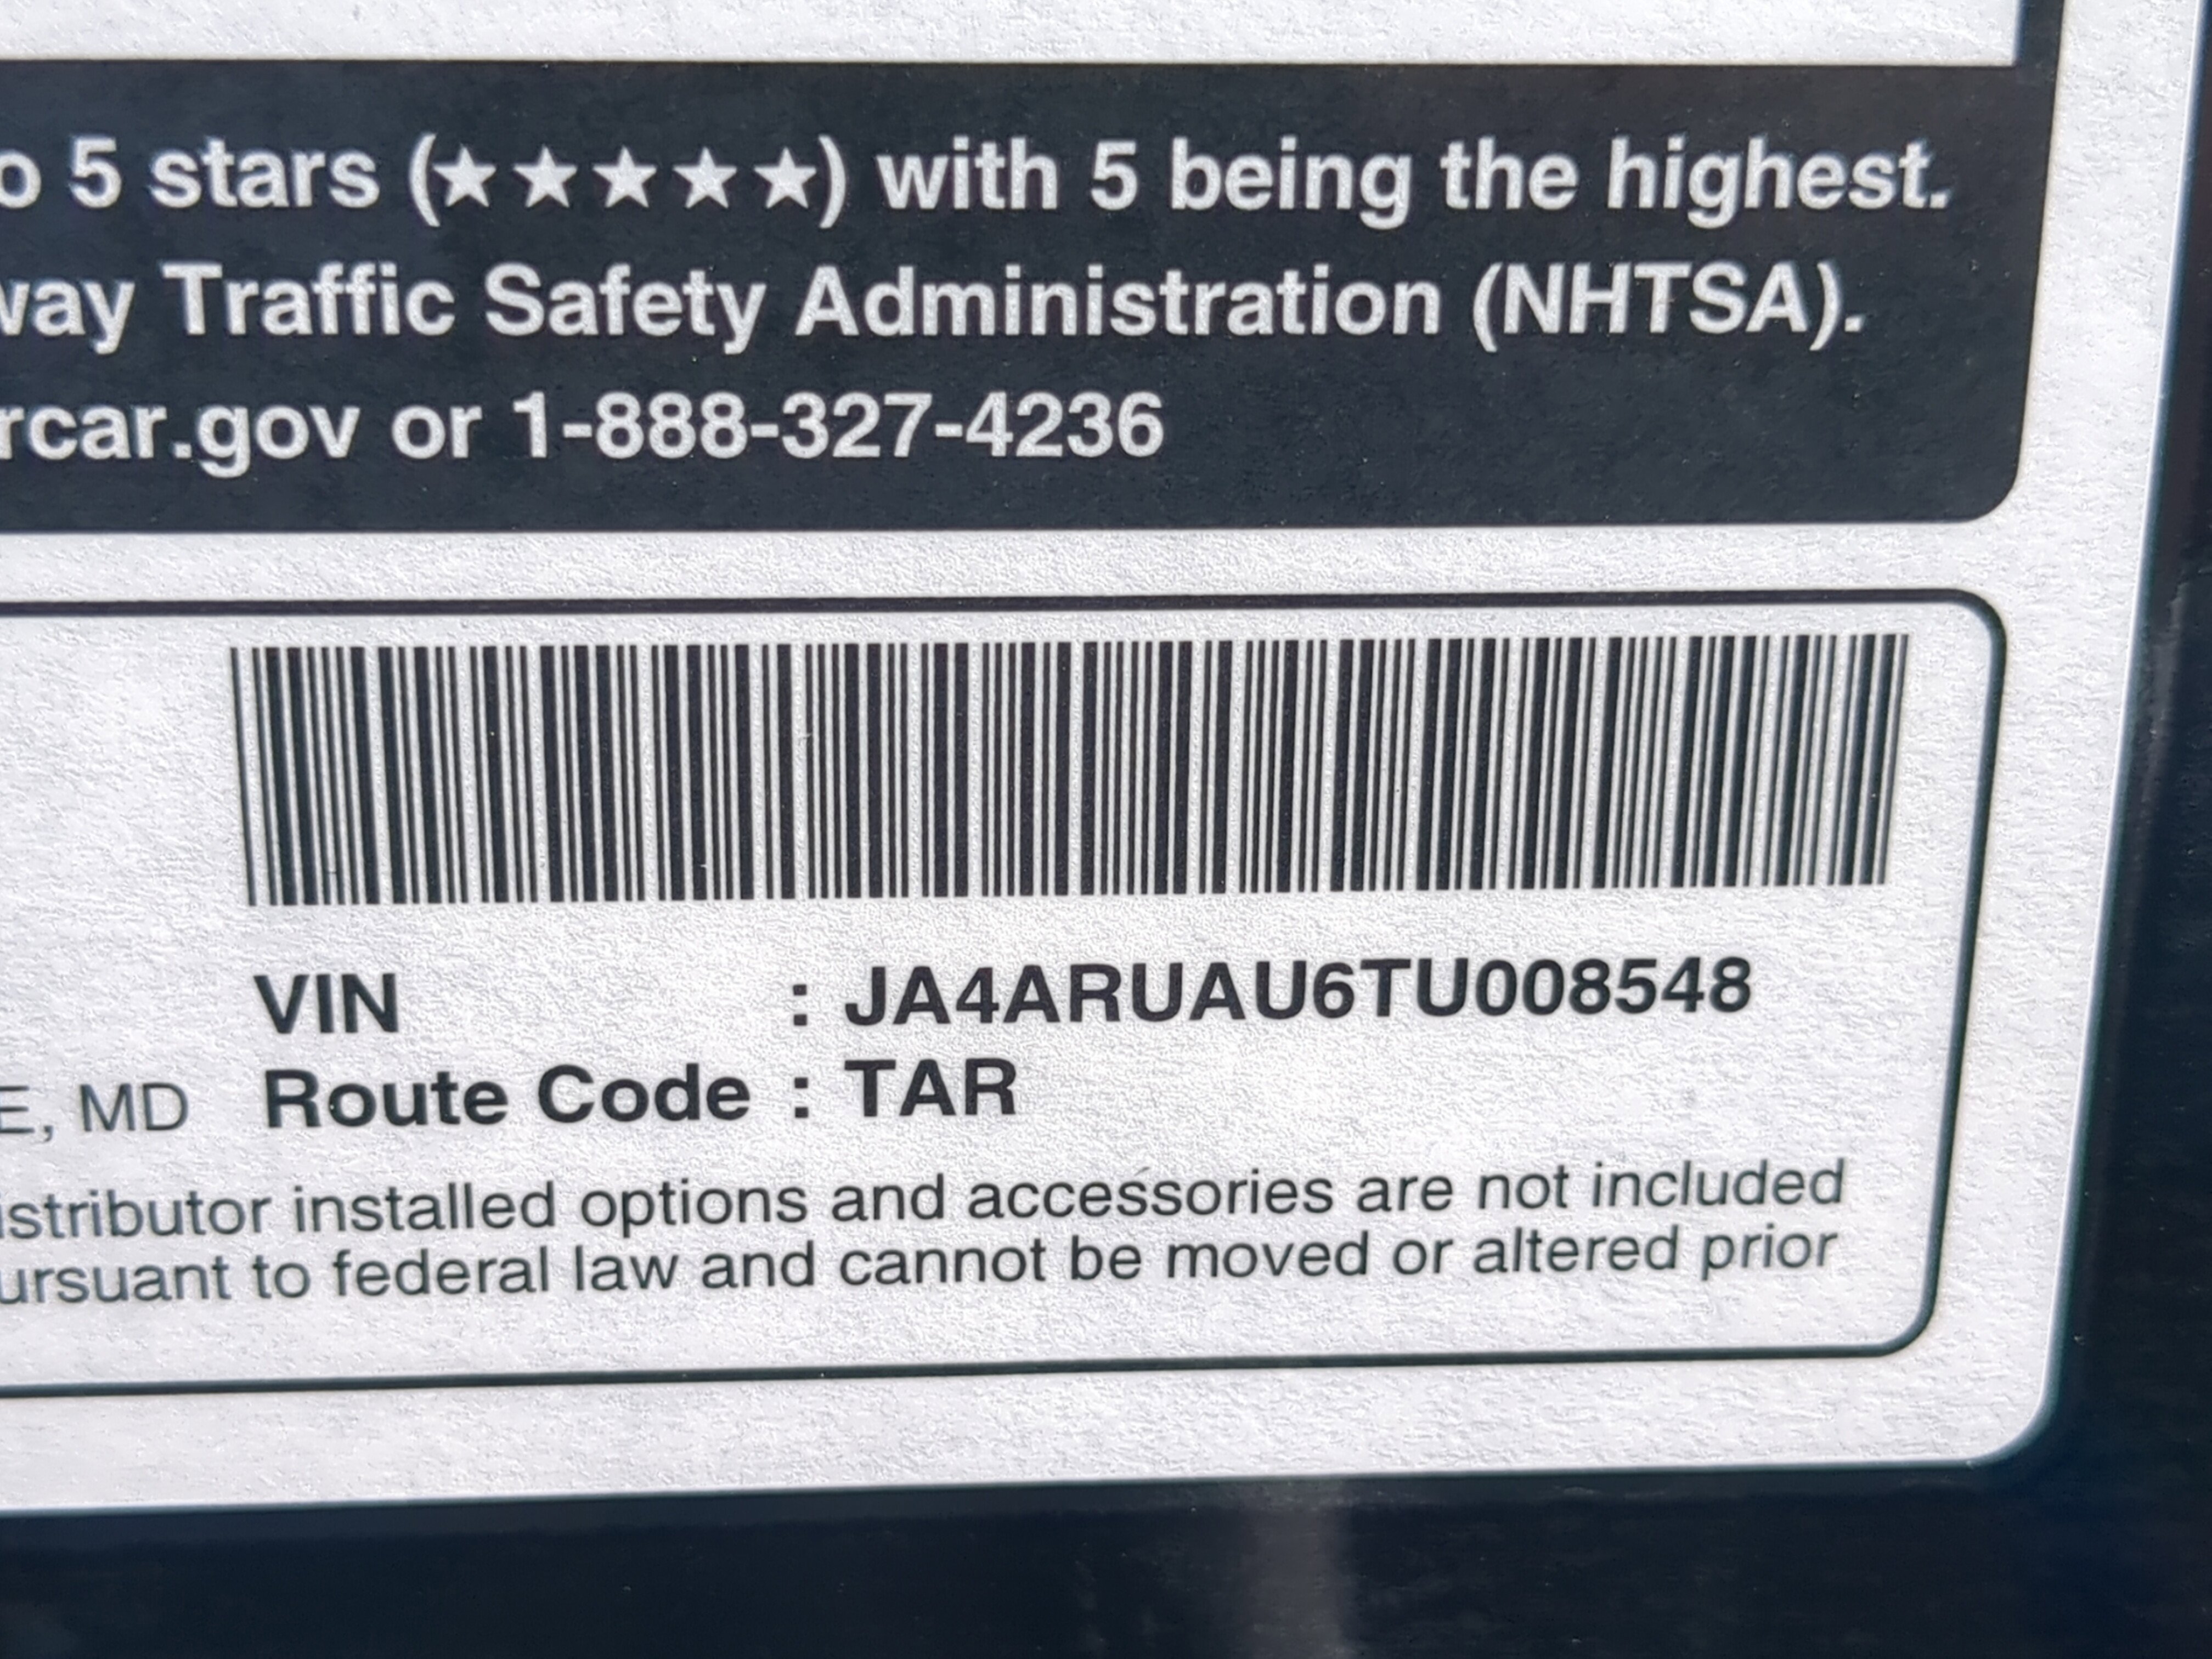 o 5 stars (★★★★★) with 5 being the highest.
way Traffic Safety Administration (NHTSA).
rcar.gov or 1-888-327-4236
VIN : JA4ARUAU6TU008548
E, MD Route Code : TAR
istributor installed options and accessories are not included
ursuant to federal law and cannot be moved or altered prior